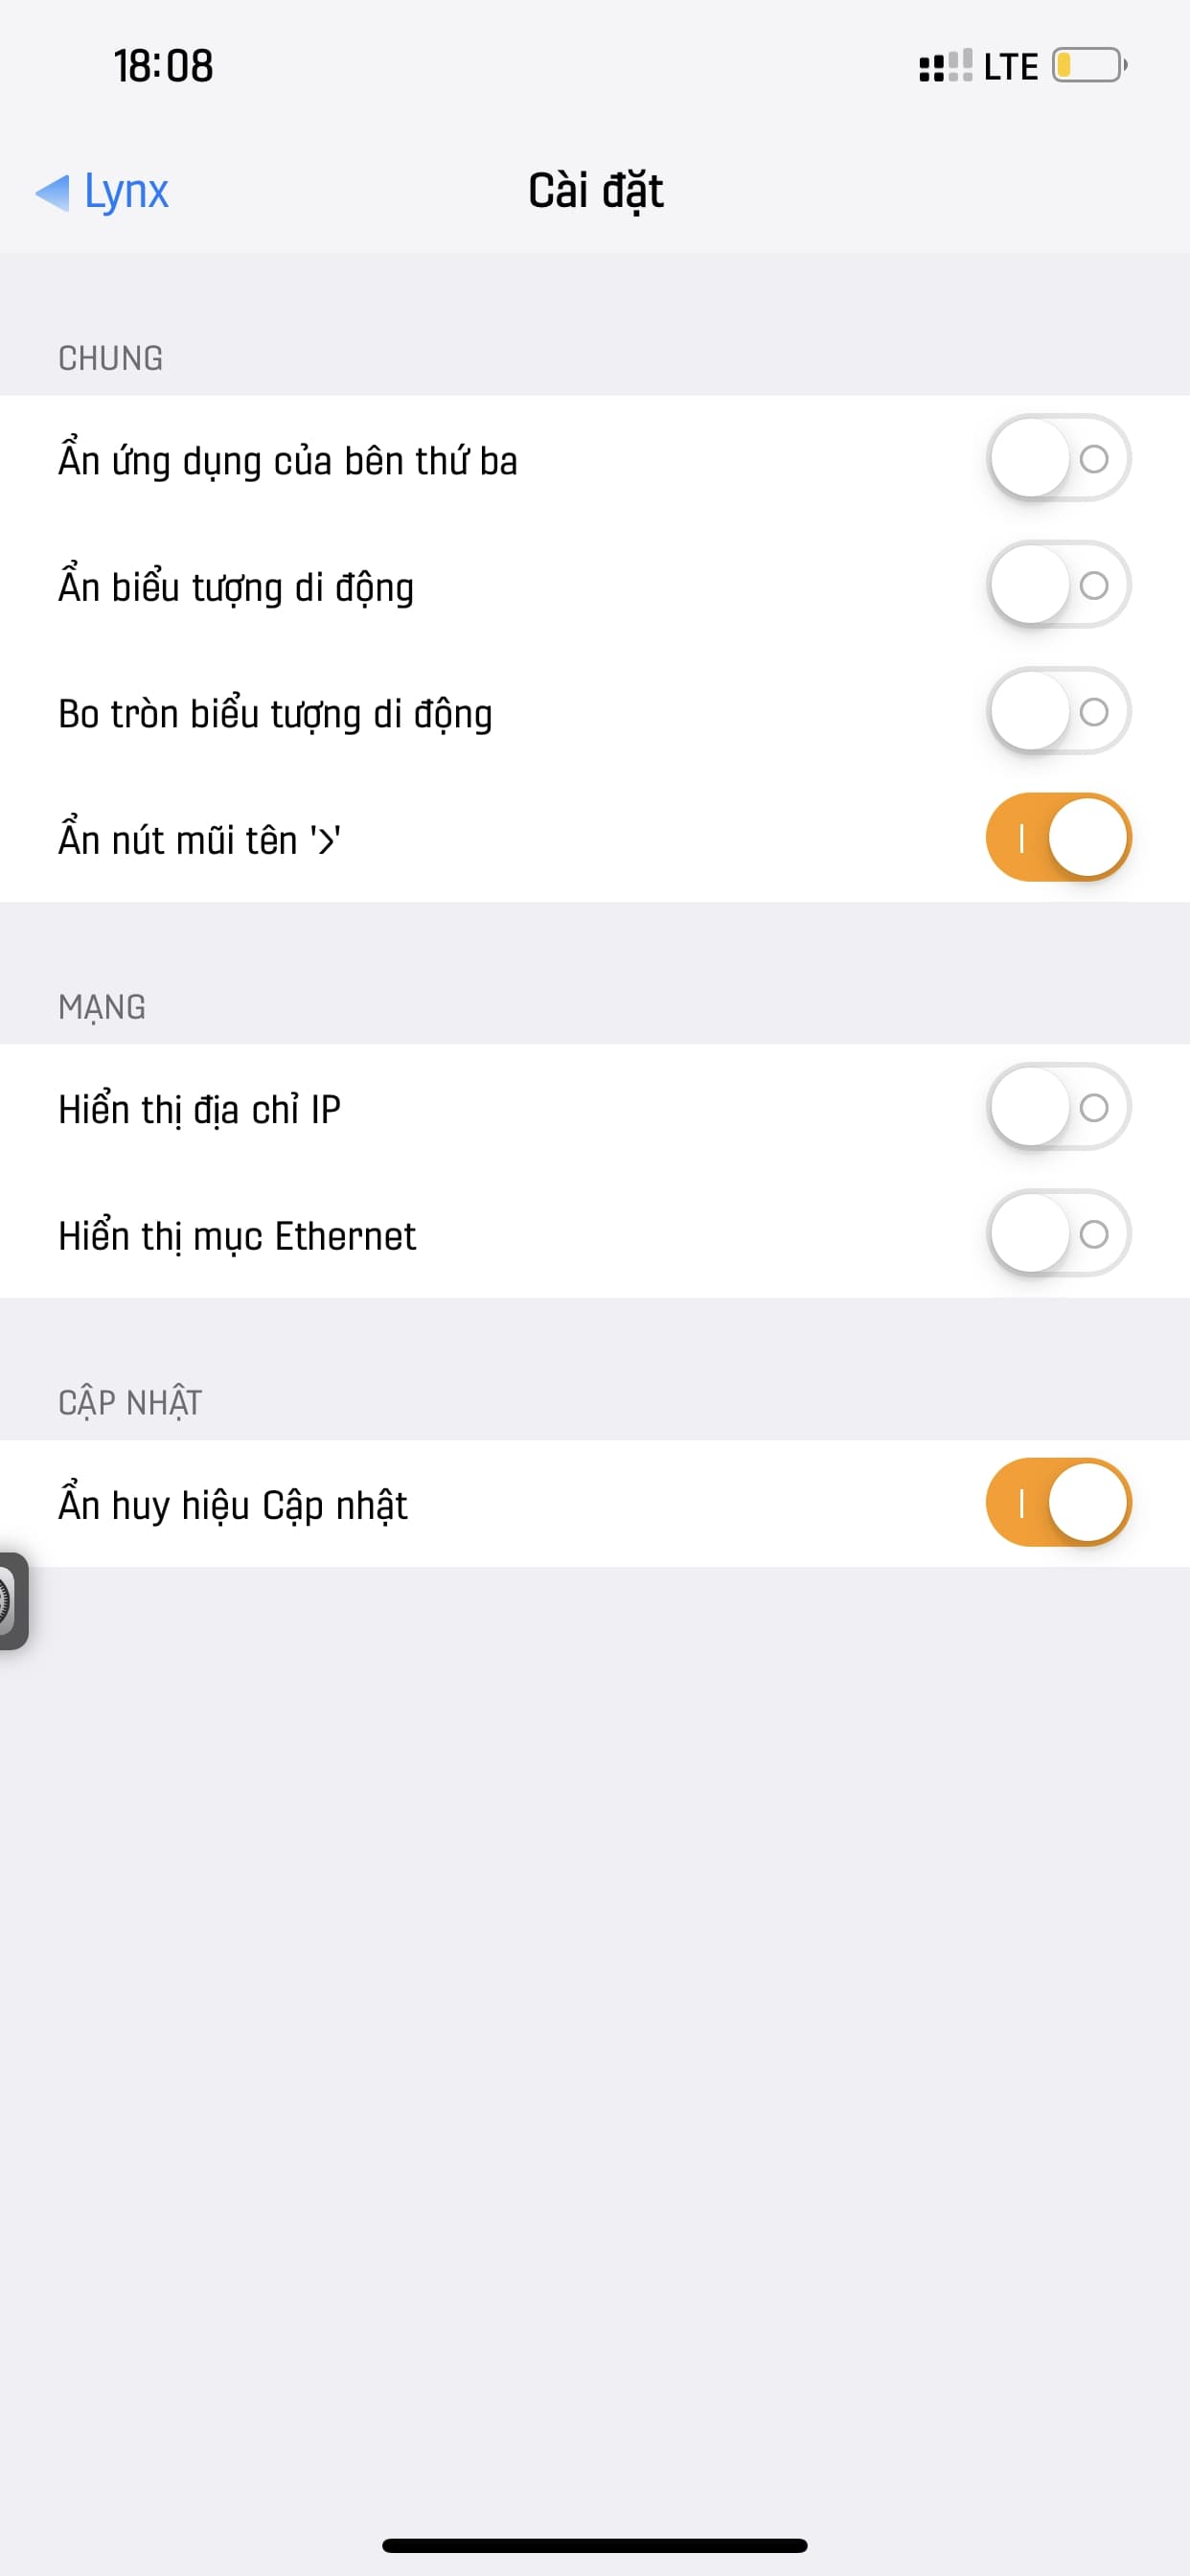 18:08 LTE
Lynx Cài đặt
CHUNG
Ẩn ứng dụng của bên thứ ba
Ẩn biểu tượng di động
Bo tròn biểu tượng di động
Ẩn nút mũi tên '>'
MẠNG
Hiển thị địa chỉ IP
Hiển thị mục Ethernet
CẬP NHẬT
Ẩn huy hiệu Cập nhật